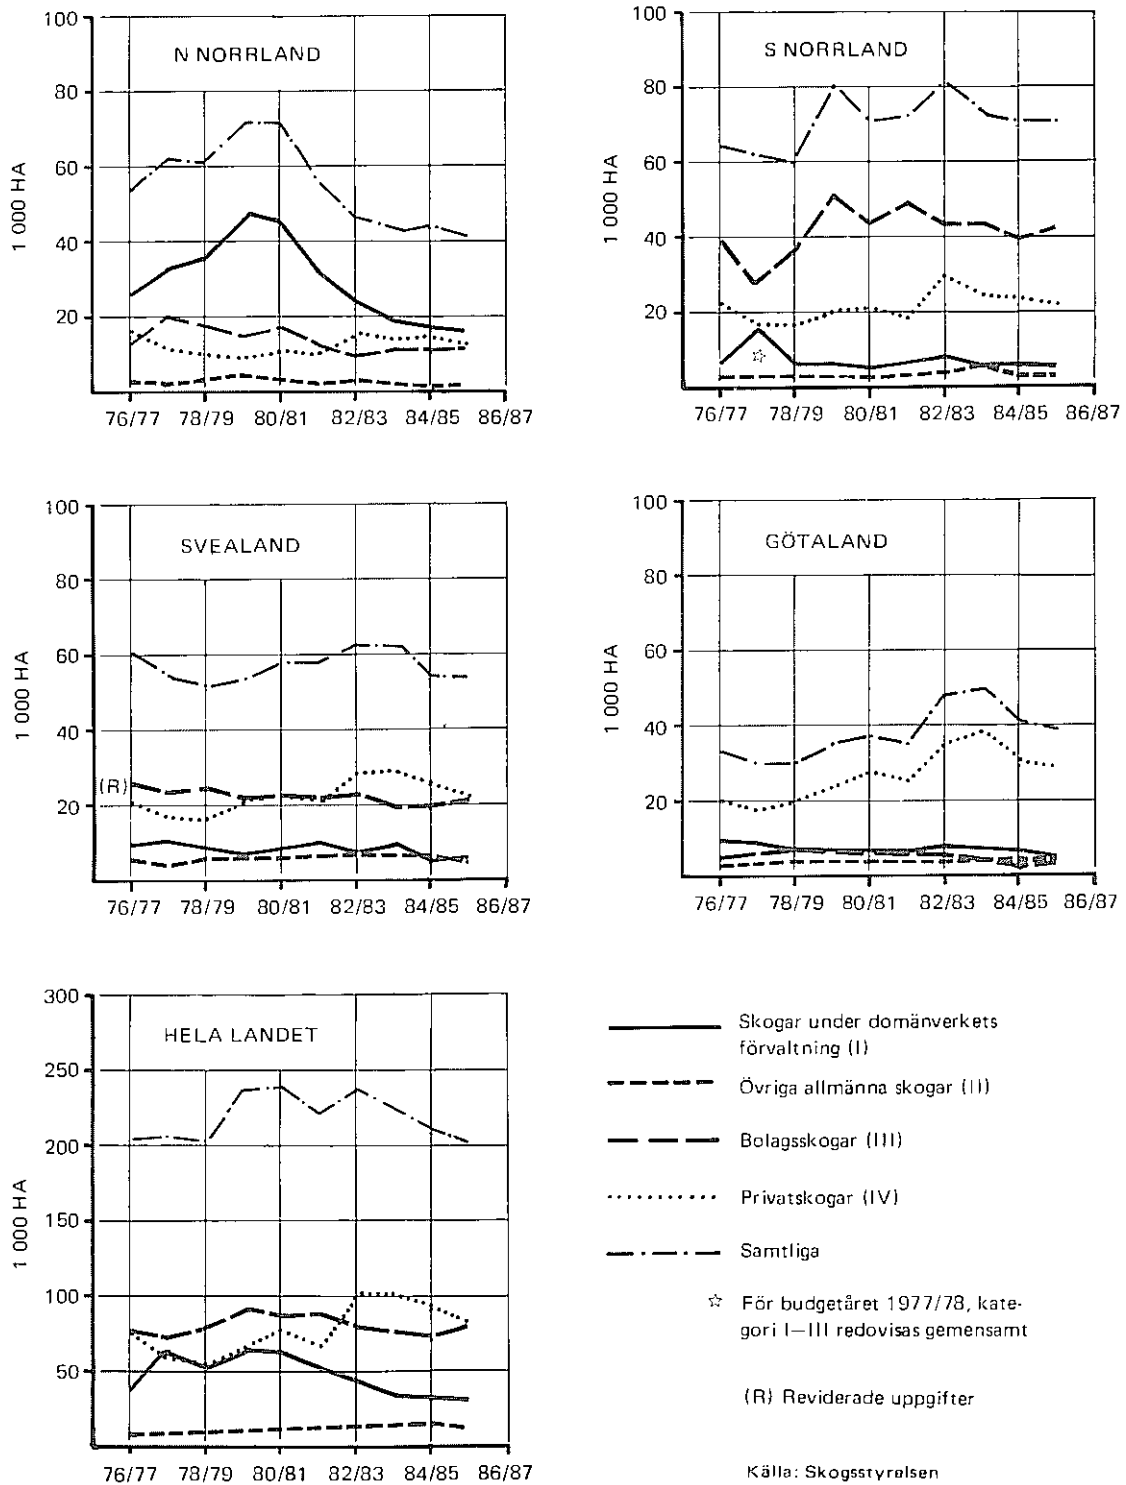 N NORRLAND
100
80
60
40
20
1 000 HA
76/77 78/79 80/81 82/83 84/85 86/87
S NORRLAND
100
80
60
40
20
1 000 HA
☆
76/77 78/79 80/81 82/83 84/85 86/87
SVEALAND
100
80
60
40
20
1 000 HA
(R)
76/77 78/79 80/81 82/83 84/85 86/87
GÖTALAND
100
80
60
40
20
1 000 HA
76/77 78/79 80/81 82/83 84/85 86/87
HELA LANDET
300
250
200
150
100
50
1 000 HA
76/77 78/79 80/81 82/83 84/85 86/87
Skogar under domänverkets
förvaltning (I)
Övriga allmänna skogar (II)
Bolagsskogar (III)
Privatskogar (IV)
Samtliga
☆ För budgetåret 1977/78, kate-
gori I–III redovisas gemensamt
(R) Reviderade uppgifter
Källa: Skogsstyrelsen